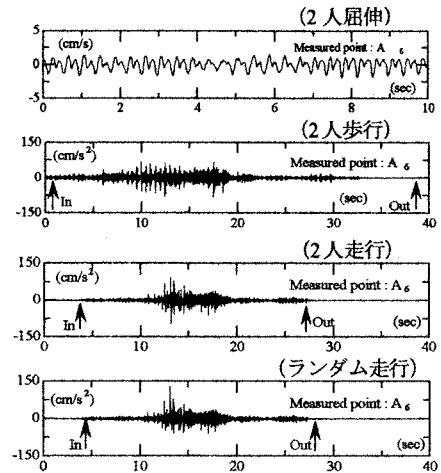 (2人屈伸)
5 (cm/s) Measured point : A 6
0
-5 (sec)
0 2 4 6 8 10
(2人歩行)
150 (cm/s²) Measured point : A 6
0
-150 In (sec) Out
0 10 20 30 40
(2人走行)
150 (cm/s²) Measured point : A 6
0
-150 In Out (sec)
0 10 20 30 40
(ランダム走行)
150 (cm/s²) Measured point : A 6
0
-150 In Out (sec)
0 10 20 30 40